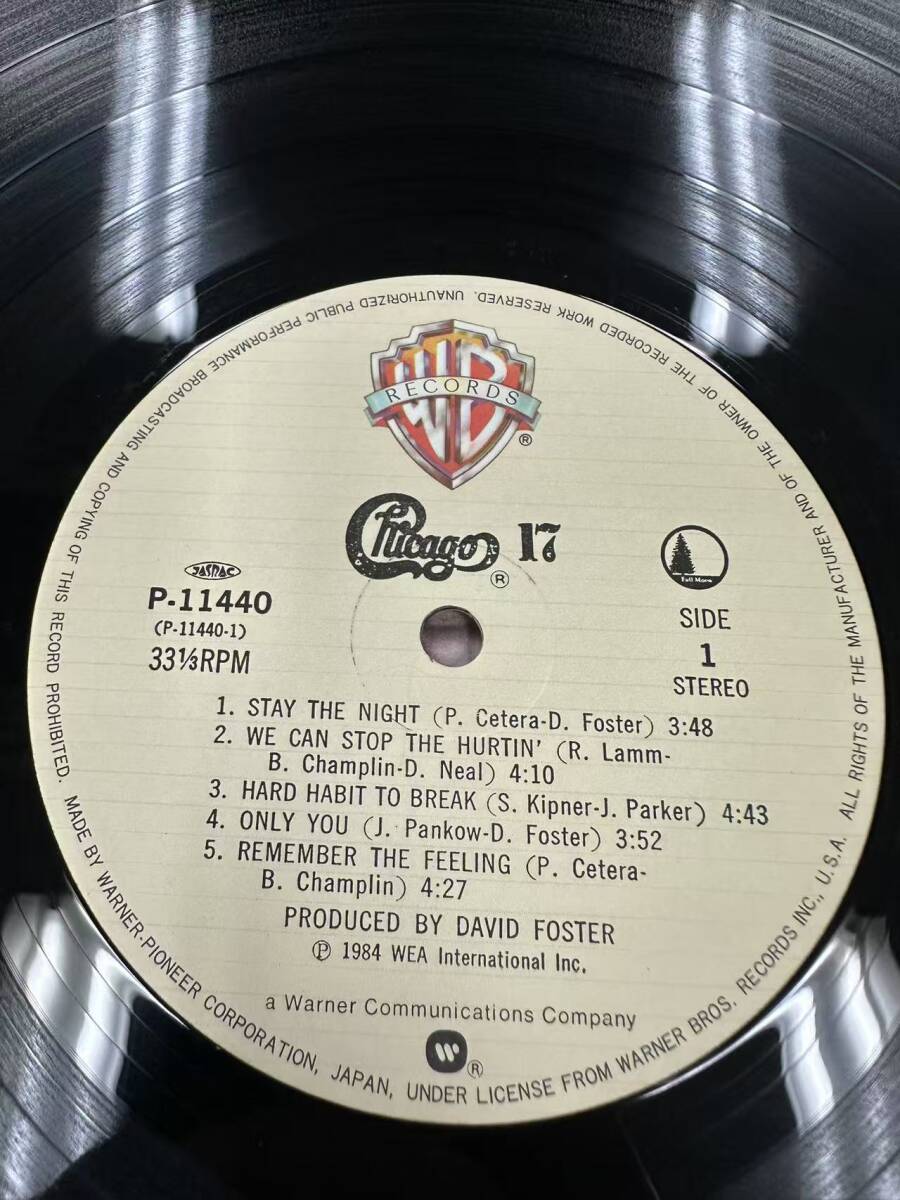 WB
RECORDS
®
Chicago 17
®
JASRAC
P-11440
(P-11440-1)
33⅓RPM
Full Moon
SIDE
1
STEREO
1. STAY THE NIGHT (P. Cetera-D. Foster) 3:48
2. WE CAN STOP THE HURTIN' (R. Lamm-
B. Champlin-D. Neal) 4:10
3. HARD HABIT TO BREAK (S. Kipner-J. Parker) 4:43
4. ONLY YOU (J. Pankow-D. Foster) 3:52
5. REMEMBER THE FEELING (P. Cetera-
B. Champlin) 4:27
PRODUCED BY DAVID FOSTER
℗ 1984 WEA International Inc.
a Warner Communications Company
W
®
MADE BY WARNER-PIONEER CORPORATION, JAPAN, UNDER LICENSE FROM WARNER BROS. RECORDS INC., U.S.A. ALL RIGHTS OF THE MANUFACTURER AND OF THE OWNER OF THE RECORDED WORK RESERVED. UNAUTHORIZED PUBLIC PERFORMANCE BROADCASTING AND COPYING OF THIS RECORD PROHIBITED.